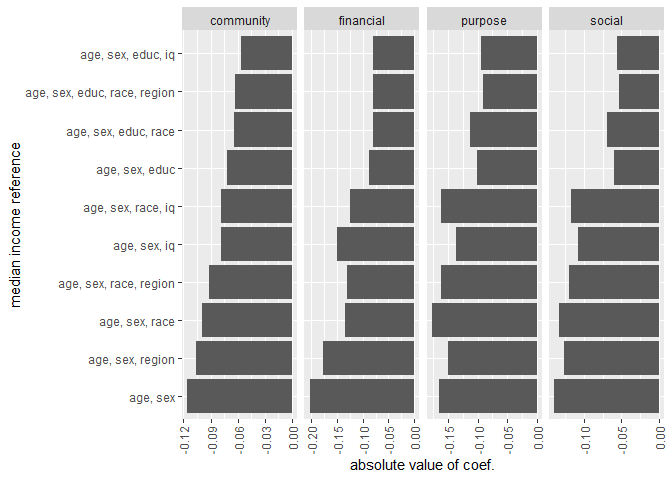 community financial purpose social
age, sex, educ, iq
age, sex, educ, race, region
age, sex, educ, race
age, sex, educ
age, sex, race, iq
age, sex, iq
age, sex, race, region
age, sex, race
age, sex, region
age, sex
median income reference
-0.12 -0.09 -0.06 -0.03 0.00 -0.20 -0.15 -0.10 -0.05 0.00 -0.15 -0.10 -0.05 0.00 -0.10 -0.05 0.00
absolute value of coef.